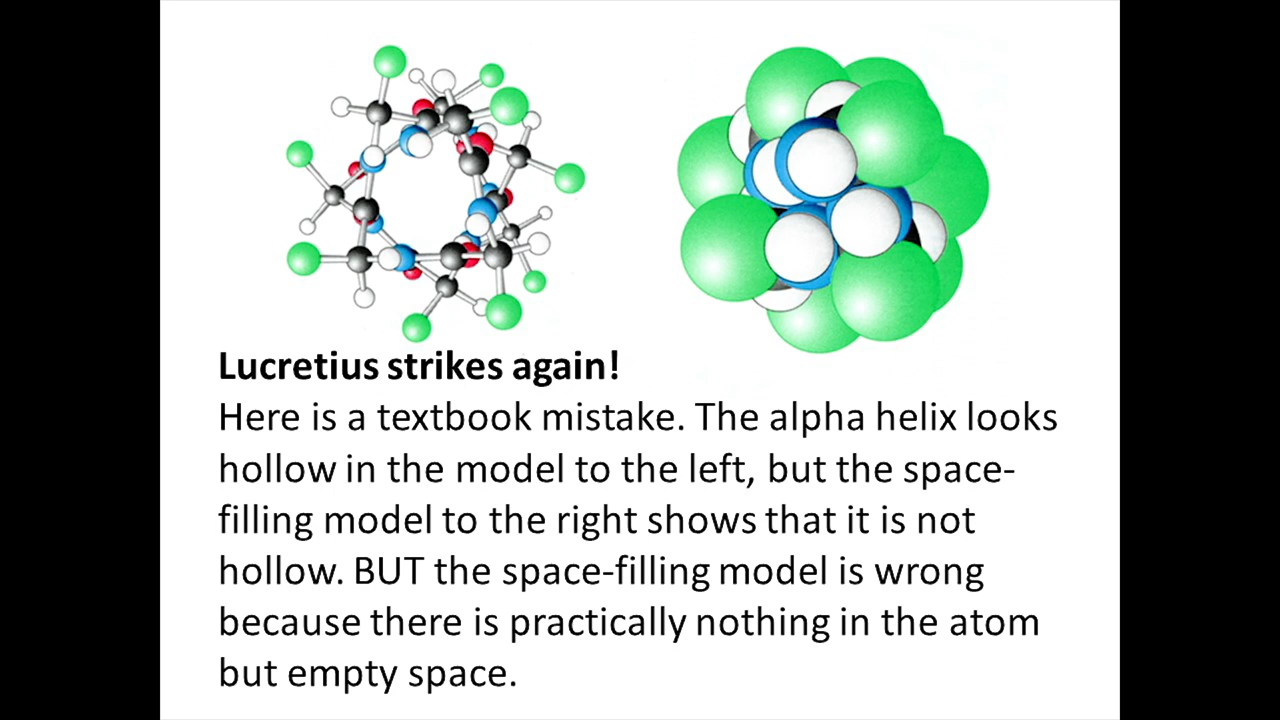 Lucretius strikes again!
Here is a textbook mistake. The alpha helix looks
hollow in the model to the left, but the space-
filling model to the right shows that it is not
hollow. BUT the space-filling model is wrong
because there is practically nothing in the atom
but empty space.